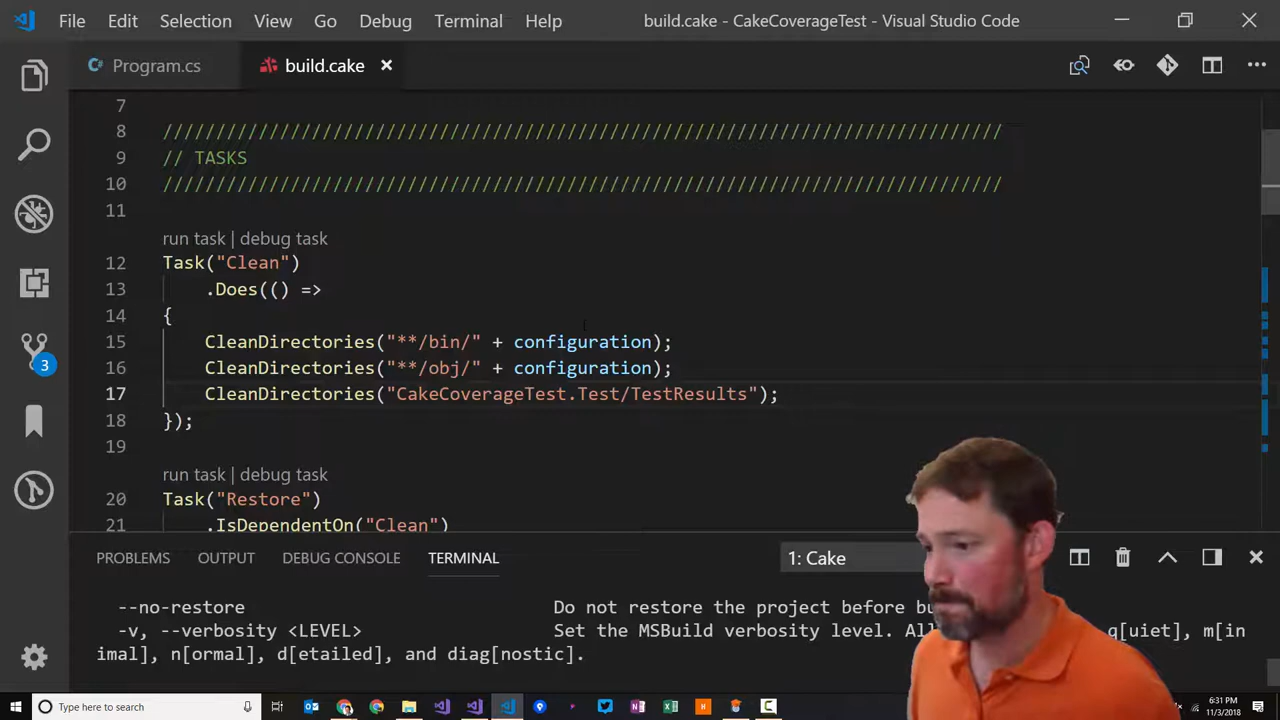 File Edit Selection View Go Debug Terminal Help build.cake - CakeCoverageTest - Visual Studio Code
C# Program.cs build.cake
7
8 ////////////////////////////////////////////////////////////////////////////////
9 // TASKS
10 ////////////////////////////////////////////////////////////////////////////////
11
run task | debug task
12 Task("Clean")
13 .Does(() =>
14 {
15 CleanDirectories("**/bin/" + configuration);
16 CleanDirectories("**/obj/" + configuration);
17 CleanDirectories("CakeCoverageTest.Test/TestResults");
18 });
19
run task | debug task
20 Task("Restore")
21 .IsDependentOn("Clean")
3
PROBLEMS OUTPUT DEBUG CONSOLE TERMINAL 1: Cake
--no-restore Do not restore the project before
-v, --verbosity <LEVEL> Set the MSBuild verbosity level. q[uiet], m[in
imal], n[ormal], d[etailed], and diag[nostic].
Type here to search 6:31 PM
11/3/2018